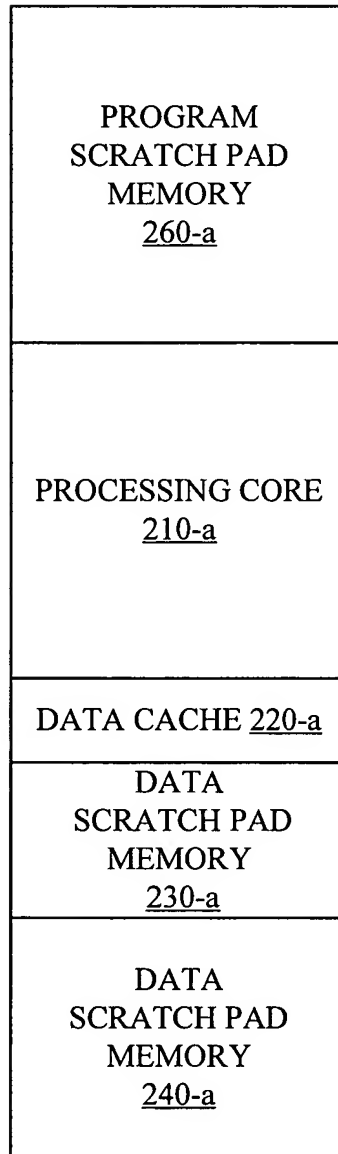 PROGRAM
SCRATCH PAD
MEMORY
260-a
PROCESSING CORE
210-a
DATA CACHE 220-a
DATA
SCRATCH PAD
MEMORY
230-a
DATA
SCRATCH PAD
MEMORY
240-a